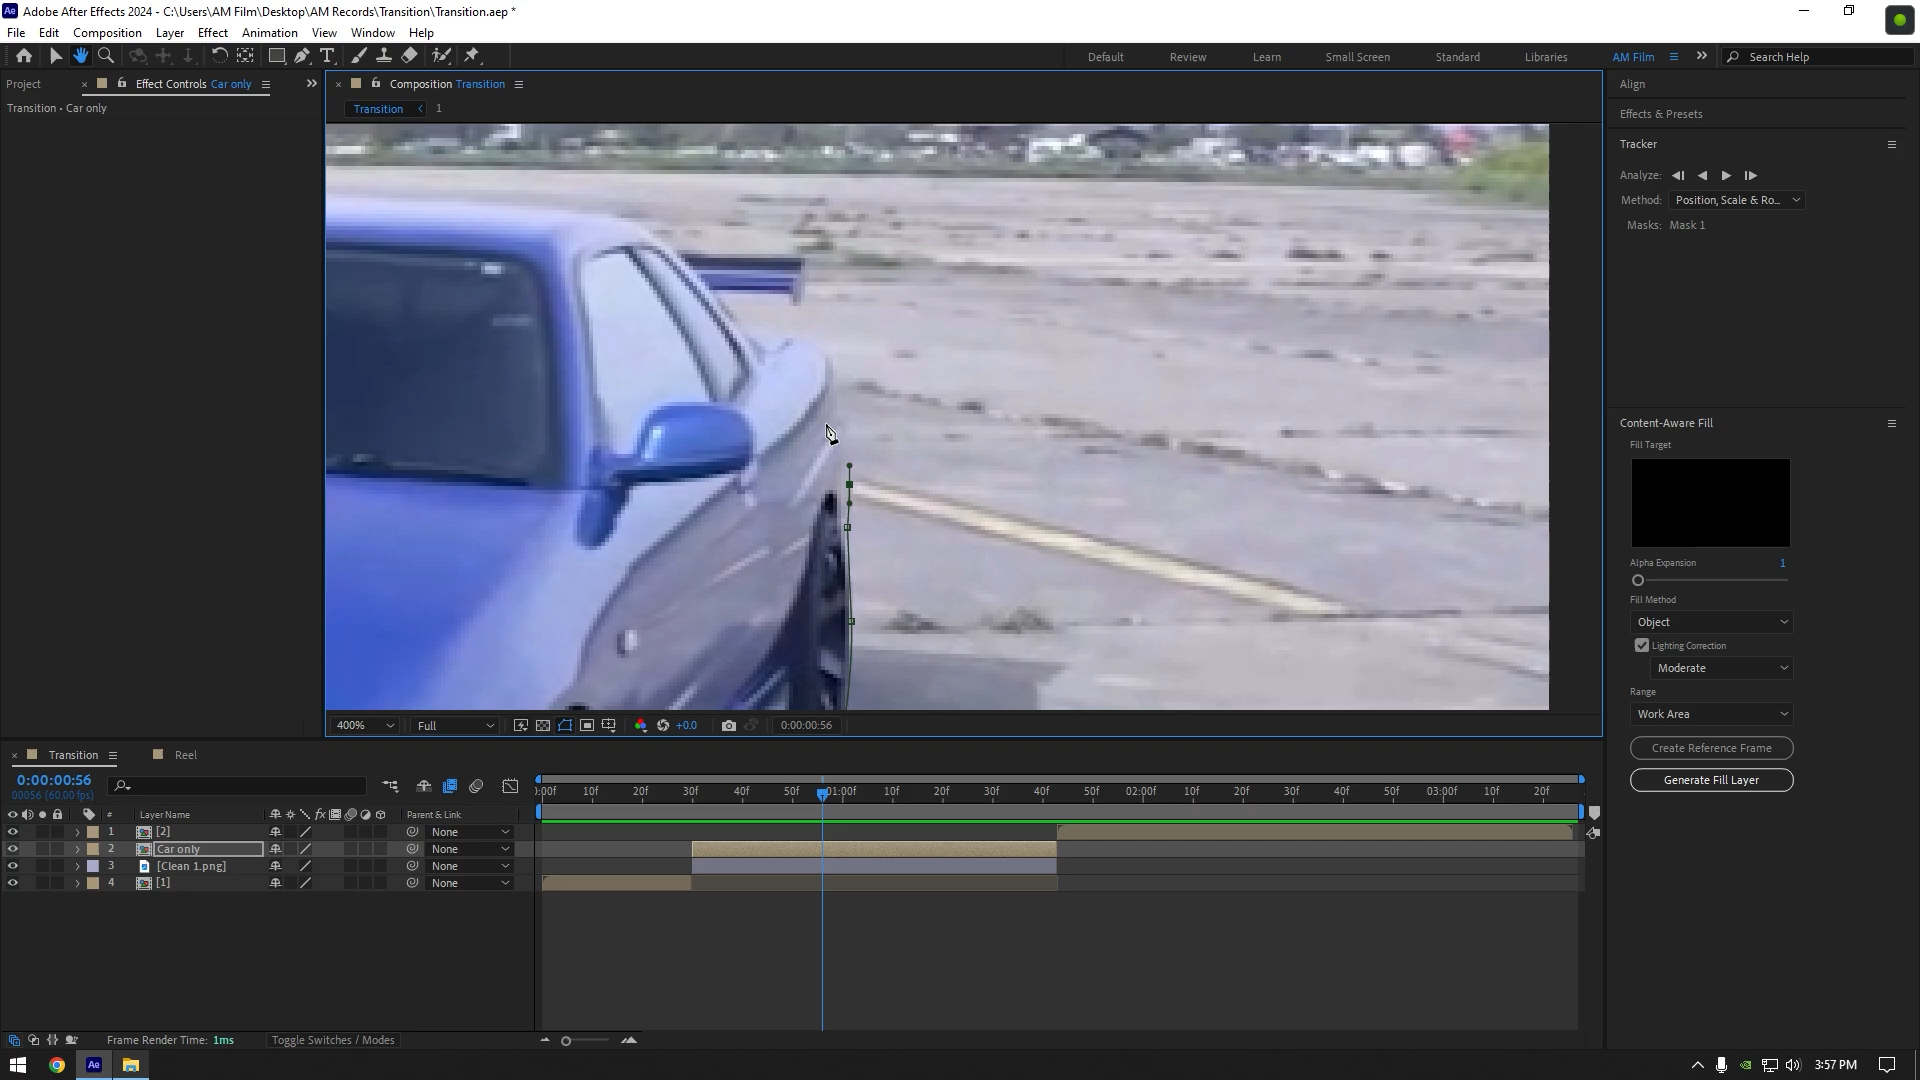 Ae Adobe After Effects 2024 - C:\Users\AM Film\Desktop\AM Records\Transition\Transition.aep *
File Edit Composition Layer Effect Animation View Window Help
Default Review Learn Small Screen Standard Libraries AM Film Search Help
Project Effect Controls Car only
Transition • Car only
Composition Transition
Transition 1
Align
Effects & Presets
Tracker
Analyze:
Method: Position, Scale & Ro...
Masks: Mask 1
Content-Aware Fill
Fill Target
Alpha Expansion 1
Fill Method
Object
Lighting Correction
Moderate
Range
Work Area
Create Reference Frame
Generate Fill Layer
400% Full +0.0 0:00:00:56
Transition Reel
0:00:00:56
00056 (60.00 fps)
# Layer Name fx Parent & Link
:00f 10f 20f 30f 40f 50f 01:00f 10f 20f 30f 40f 50f 02:00f 10f 20f 30f 40f 50f 03:00f 10f 20f
1 [2] None
2 Car only None
3 [Clean 1.png] None
4 [1] None
Frame Render Time: 1ms Toggle Switches / Modes
Ae 3:57 PM